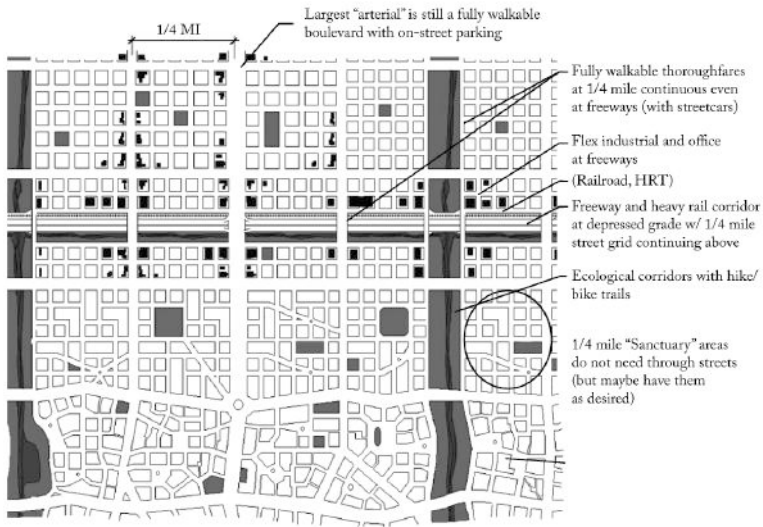 Largest “arterial” is still a fully walkable
boulevard with on-street parking
1/4 MI
Fully walkable thoroughfares
at 1/4 mile continuous even
at freeways (with streetcars)
Flex industrial and office
at freeways
(Railroad, HRT)
Freeway and heavy rail corridor
at depressed grade w/ 1/4 mile
street grid continuing above
Ecological corridors with hike/
bike trails
1/4 mile “Sanctuary” areas
do not need through streets
(but maybe have them
as desired)